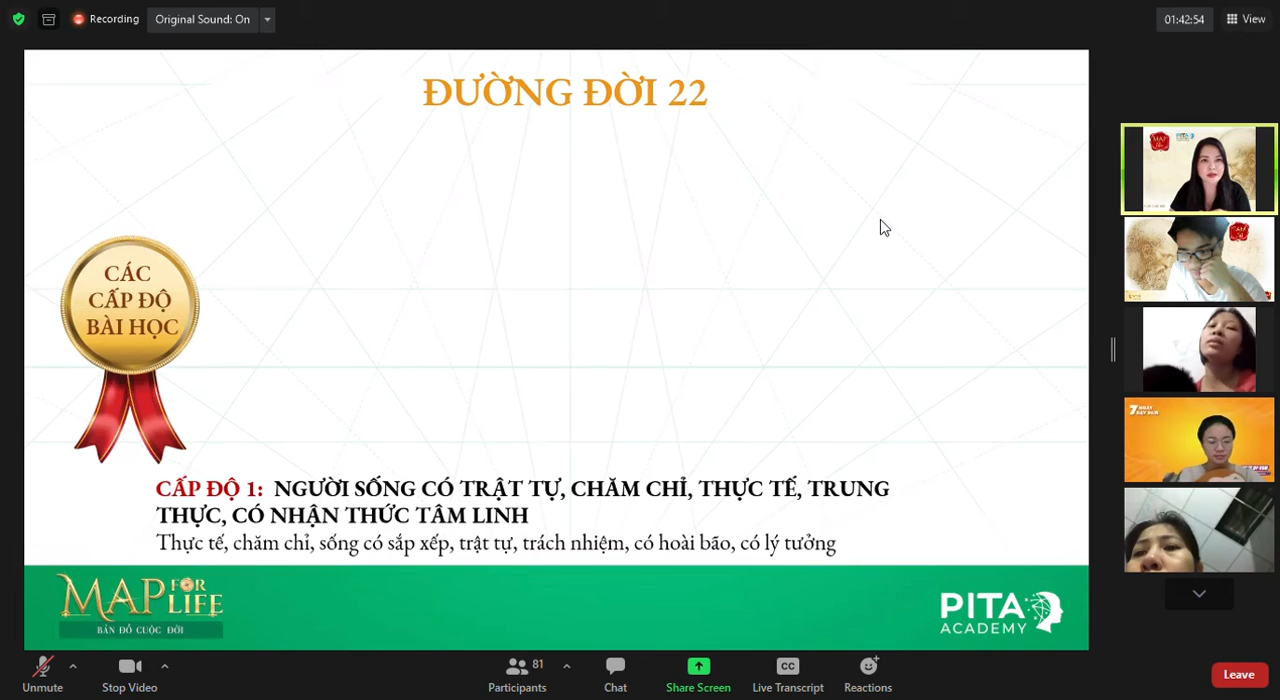 Recording
Original Sound: On
01:42:54
View
ĐƯỜNG ĐỜI 22
CÁC
CẤP ĐỘ
BÀI HỌC
CẤP ĐỘ 1: NGƯỜI SỐNG CÓ TRẬT TỰ, CHĂM CHỈ, THỰC TẾ, TRUNG
THỰC, CÓ NHẬN THỨC TÂM LINH
Thực tế, chăm chỉ, sống có sắp xếp, trật tự, trách nhiệm, có hoài bão, có lý tưởng
MAP FOR LIFE
BẢN ĐỒ CUỘC ĐỜI
PITA
ACADEMY
MAP
7 NGÀY
Unmute
Stop Video
Participants
81
Chat
Share Screen
CC
Live Transcript
Reactions
Leave